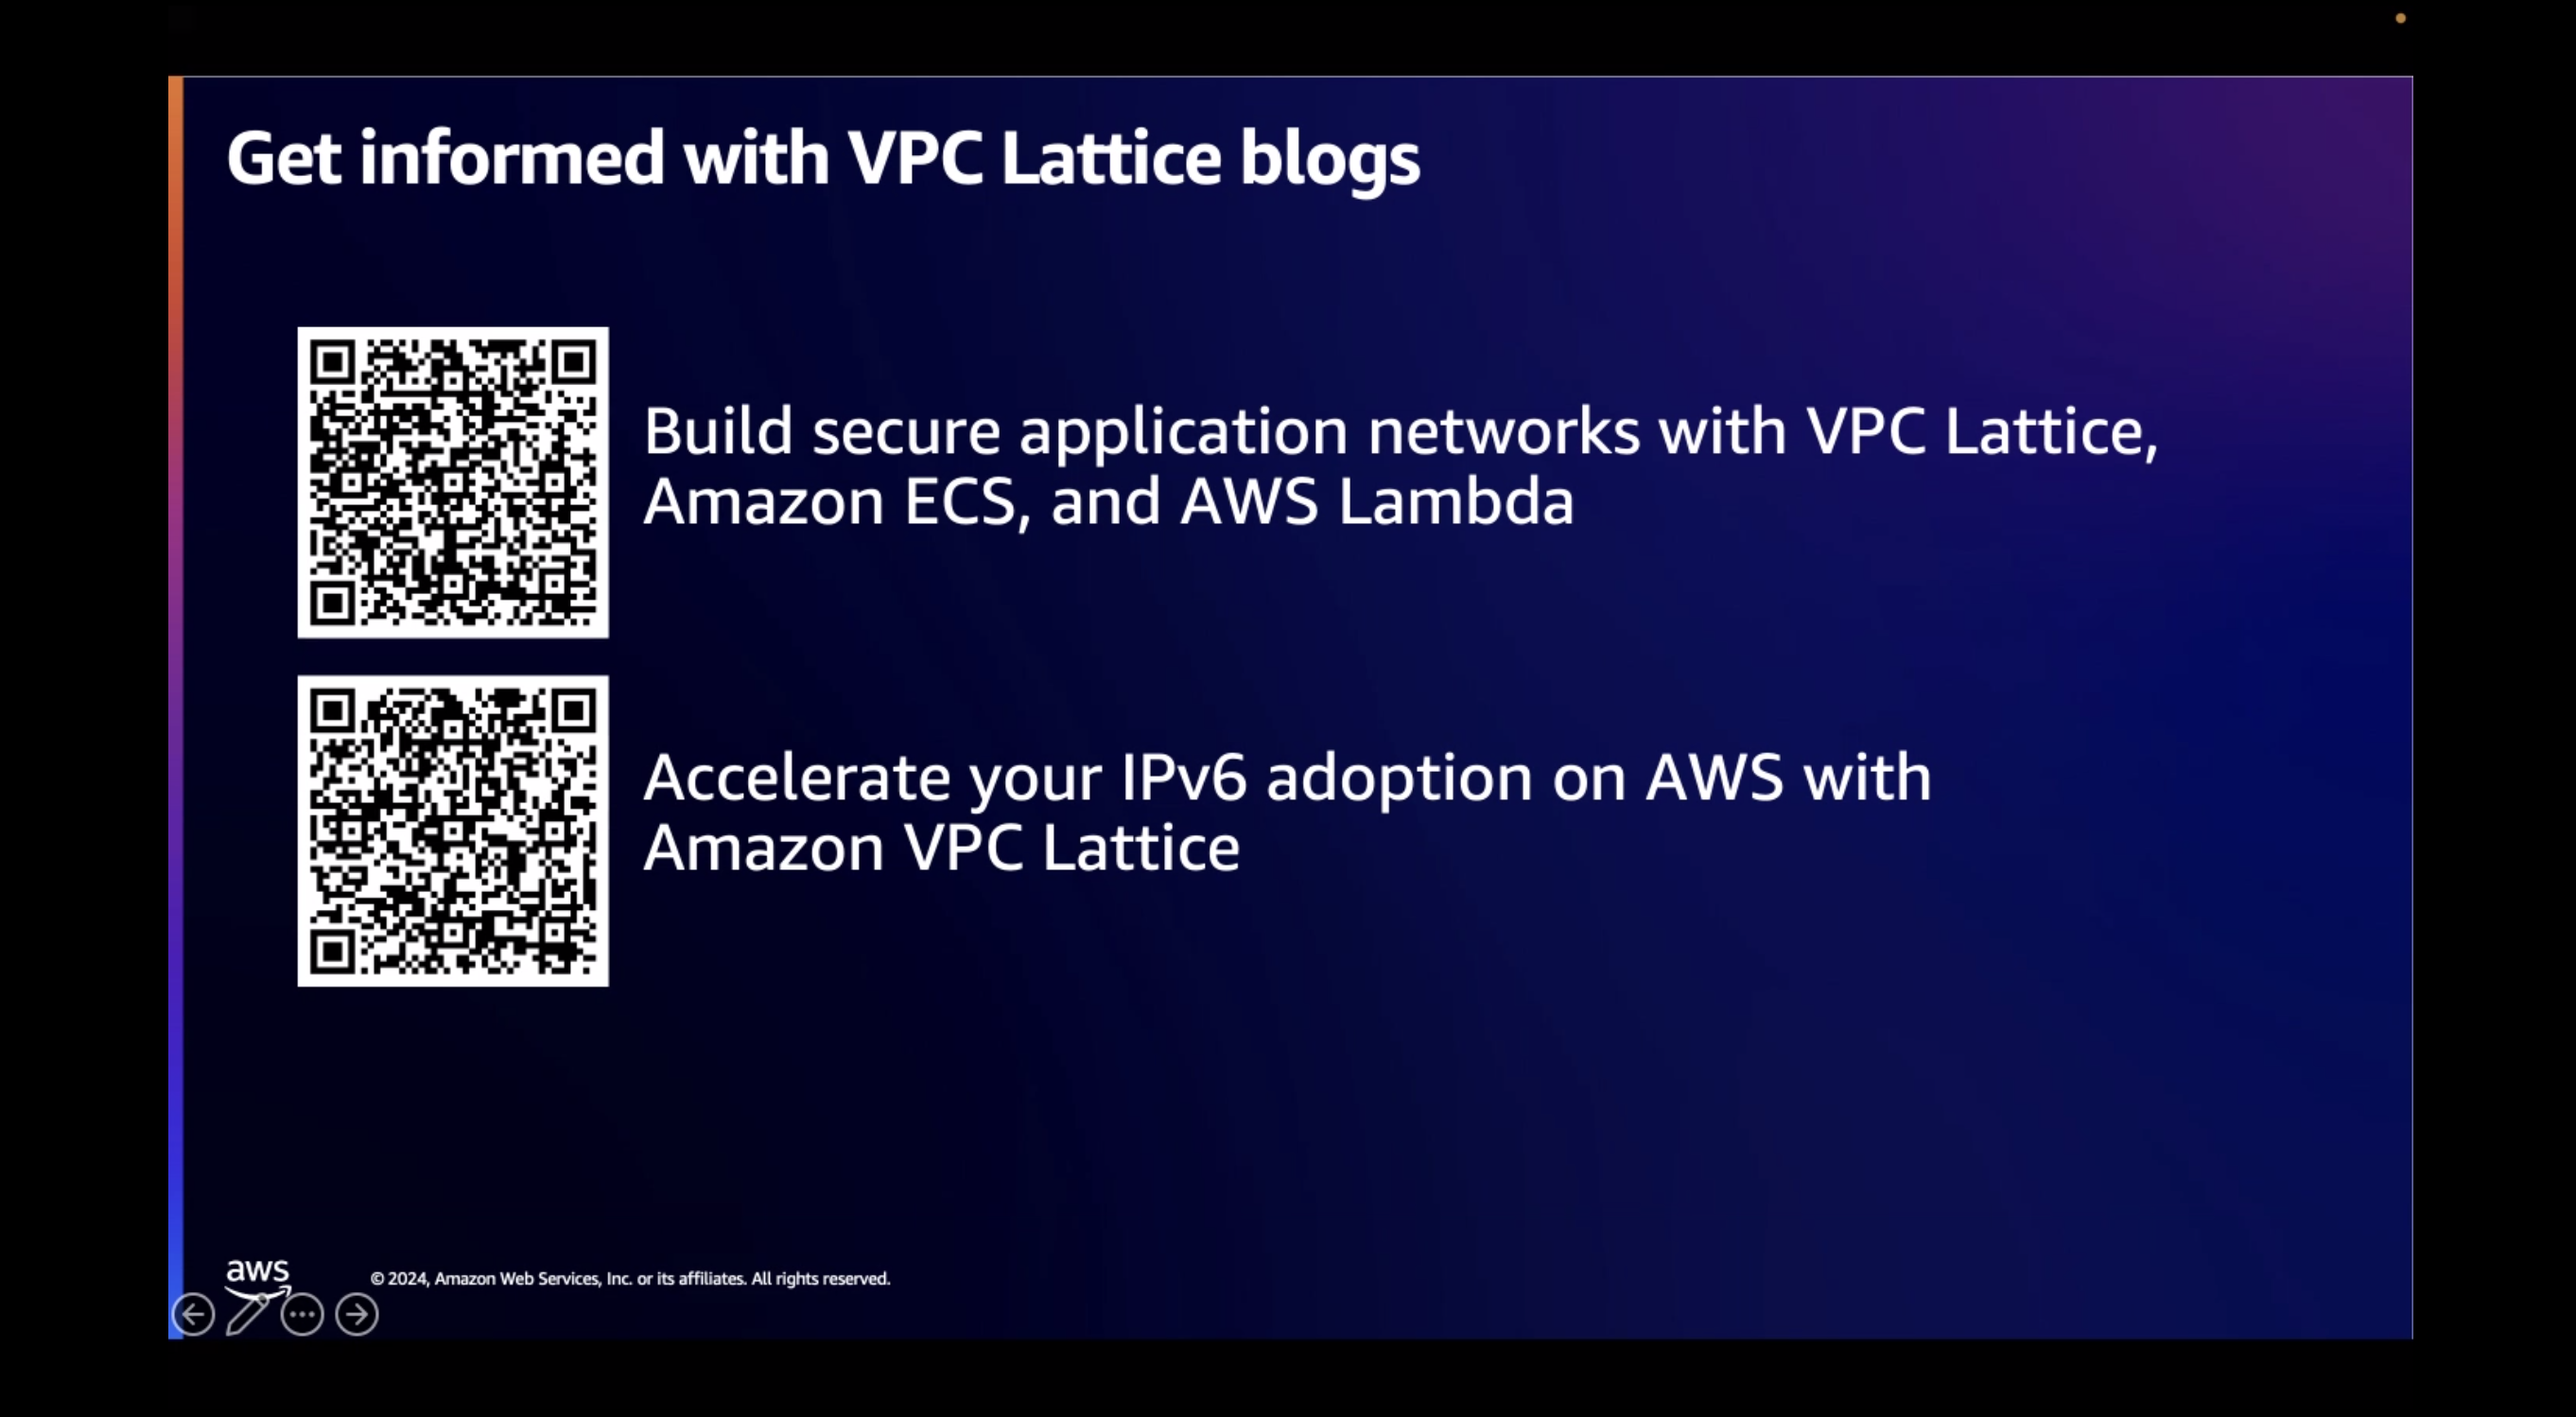 Get informed with VPC Lattice blogs
Build secure application networks with VPC Lattice,
Amazon ECS, and AWS Lambda
Accelerate your IPv6 adoption on AWS with
Amazon VPC Lattice
aws
© 2024, Amazon Web Services, Inc. or its affiliates. All rights reserved.